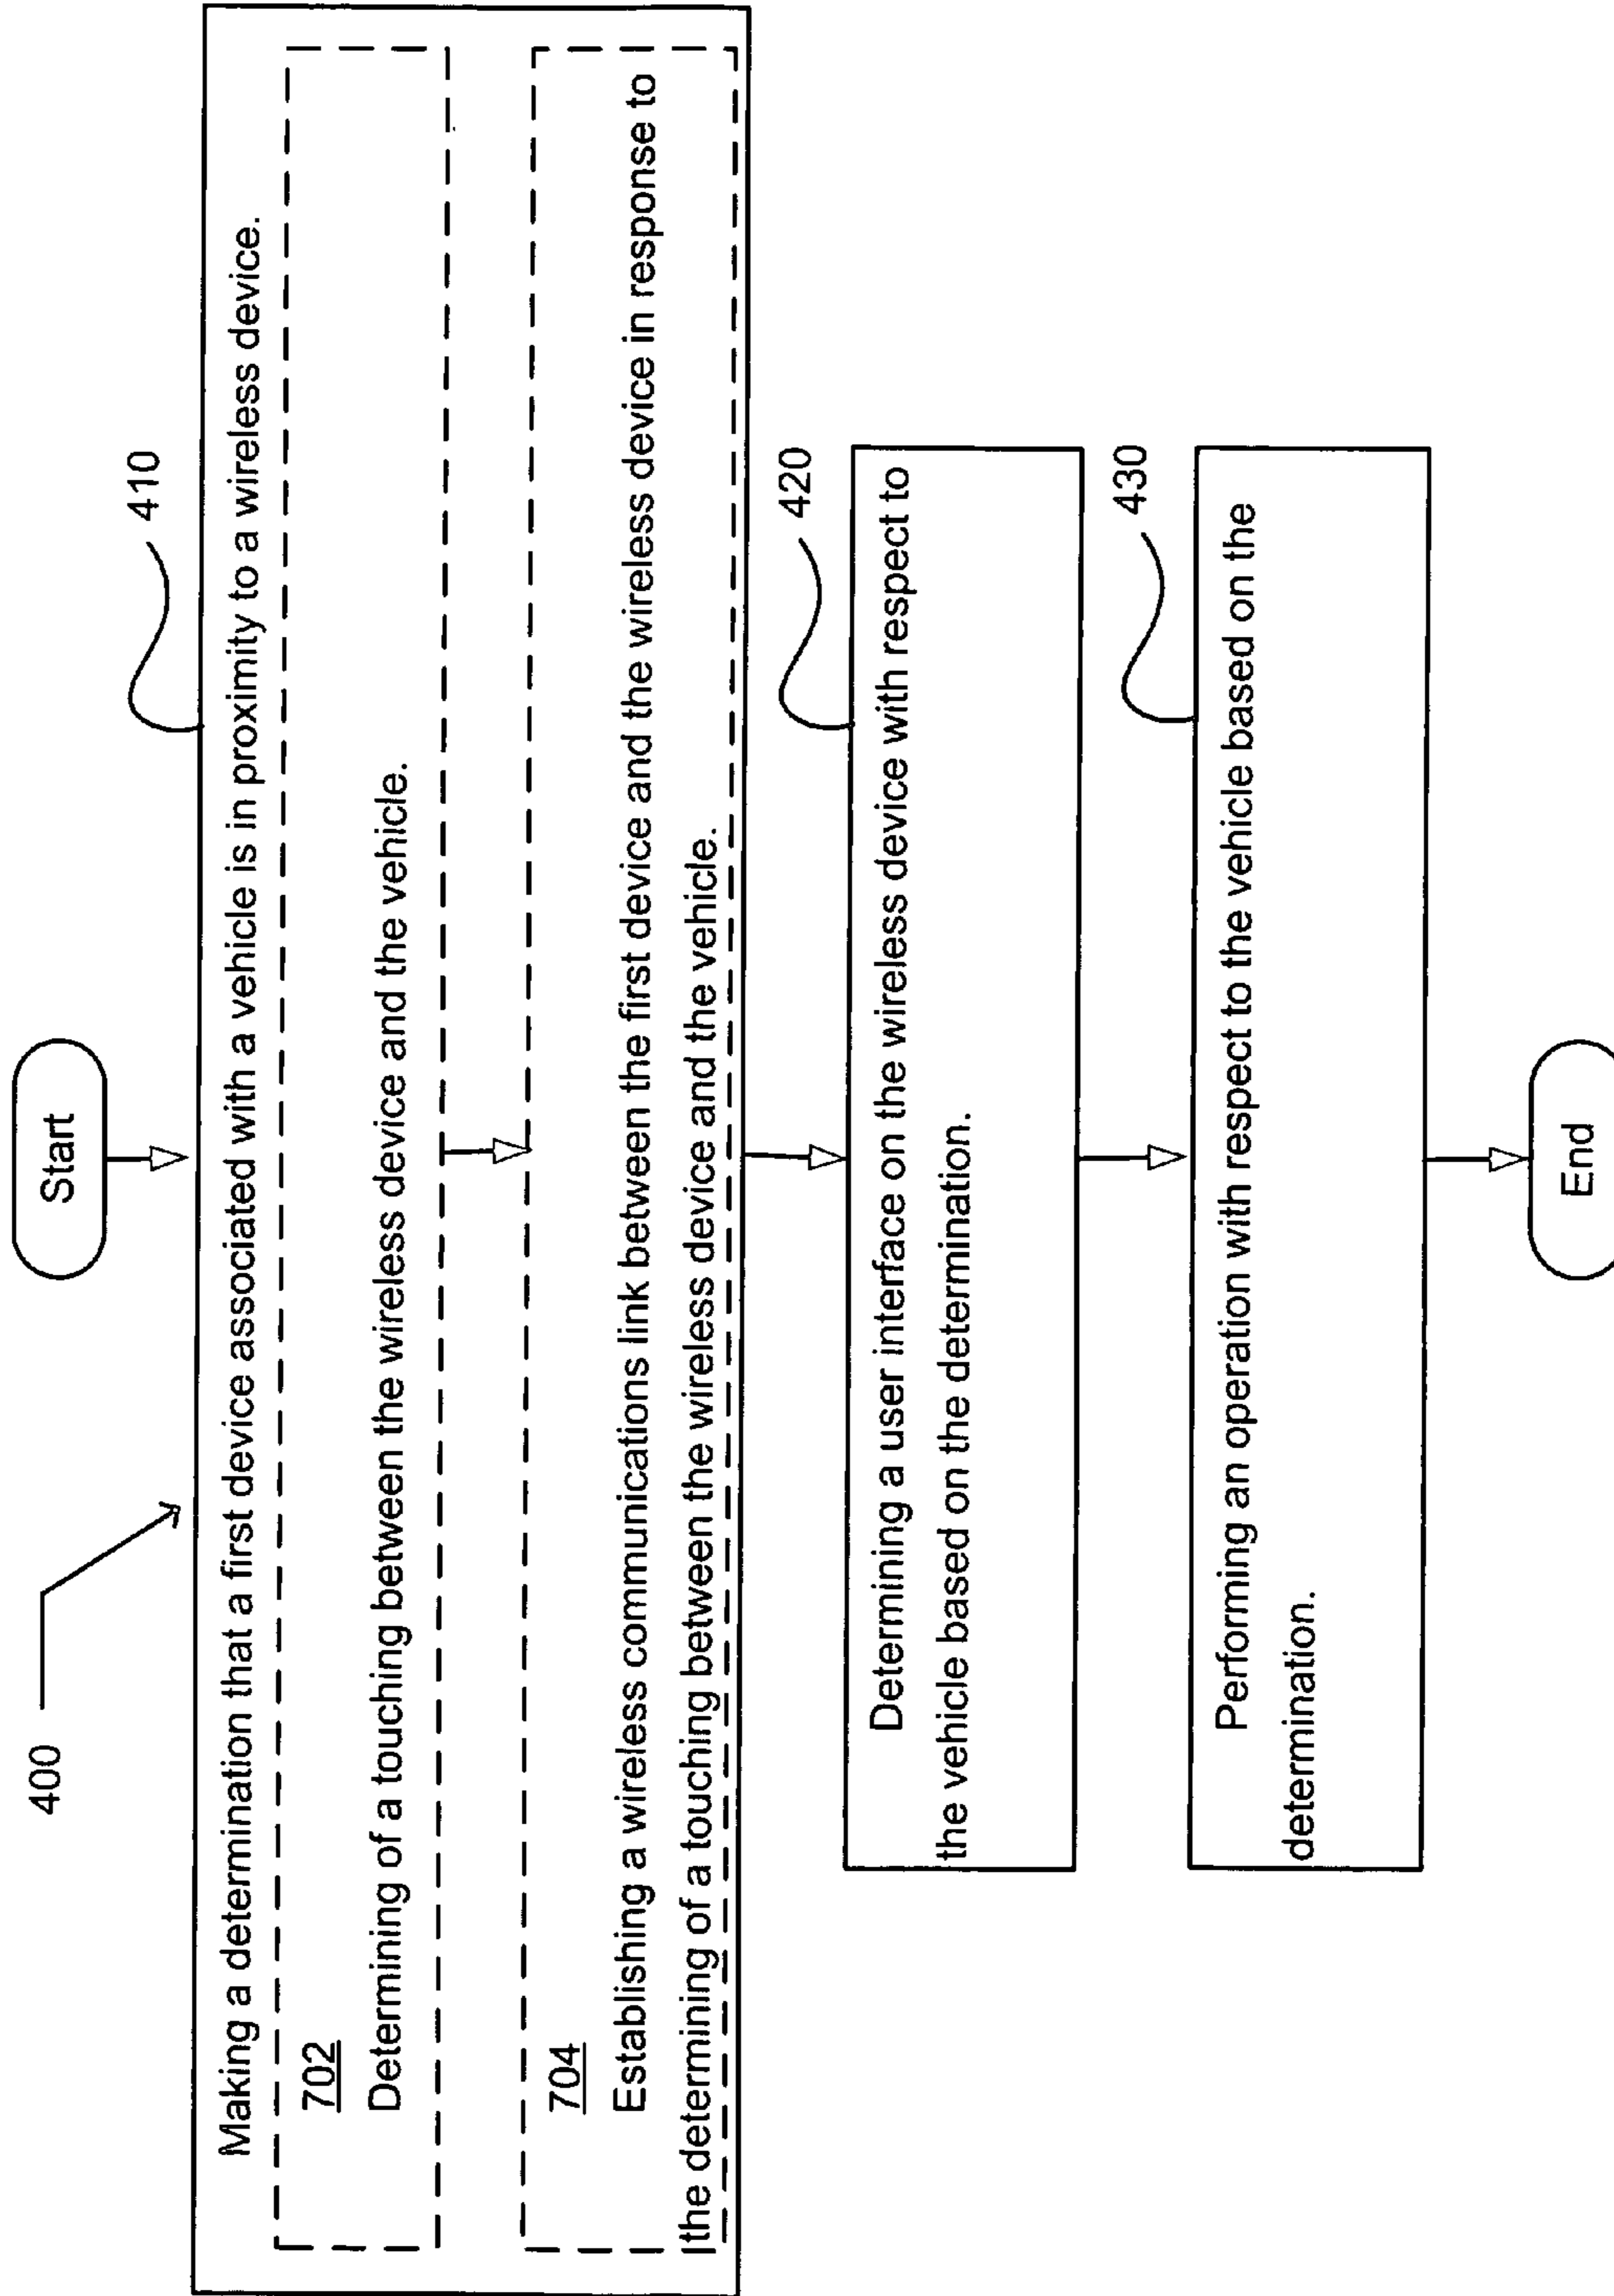 400
Start
410
Making a determination that a first device associated with a vehicle is in proximity to a wireless device.
702
Determining of a touching between the wireless device and the vehicle.
704
Establishing a wireless communications link between the first device and the wireless device in response to
the determining of a touching between the wireless device and the vehicle.
420
Determining a user interface on the wireless device with respect to
the vehicle based on the determination.
430
Performing an operation with respect to the vehicle based on the
determination.
End